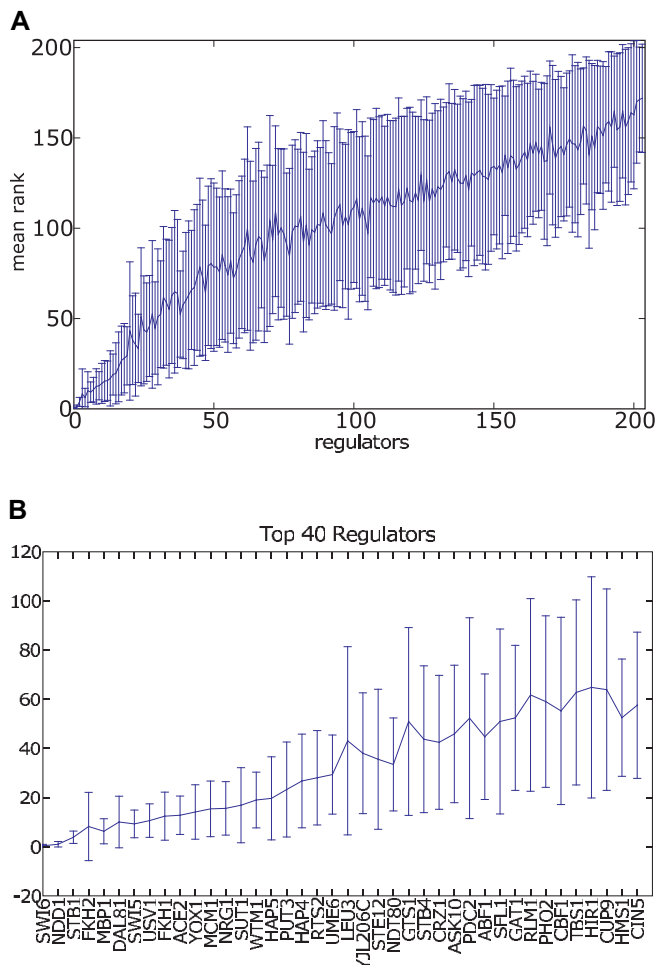 A
200
150
100
50
0
mean rank
0
50
100
150
200
regulators
B
Top 40 Regulators
120
100
80
60
40
20
0
-20
SWI6
NDD1
STB1
FKH2
MBP1
DAL81
SWI5
USV1
FKH1
ACE2
YOX1
MCM1
NRG1
SUT1
WTM1
HAP5
PUT3
HAP4
RTS2
UME6
LEU3
YJL206C
STE12
NDT80
GTS1
STB4
CRZ1
ASK10
PDC2
ABF1
SFL1
GAT1
RLM1
PHO2
CBF1
TBS1
HIR1
CUP9
HMS1
CIN5